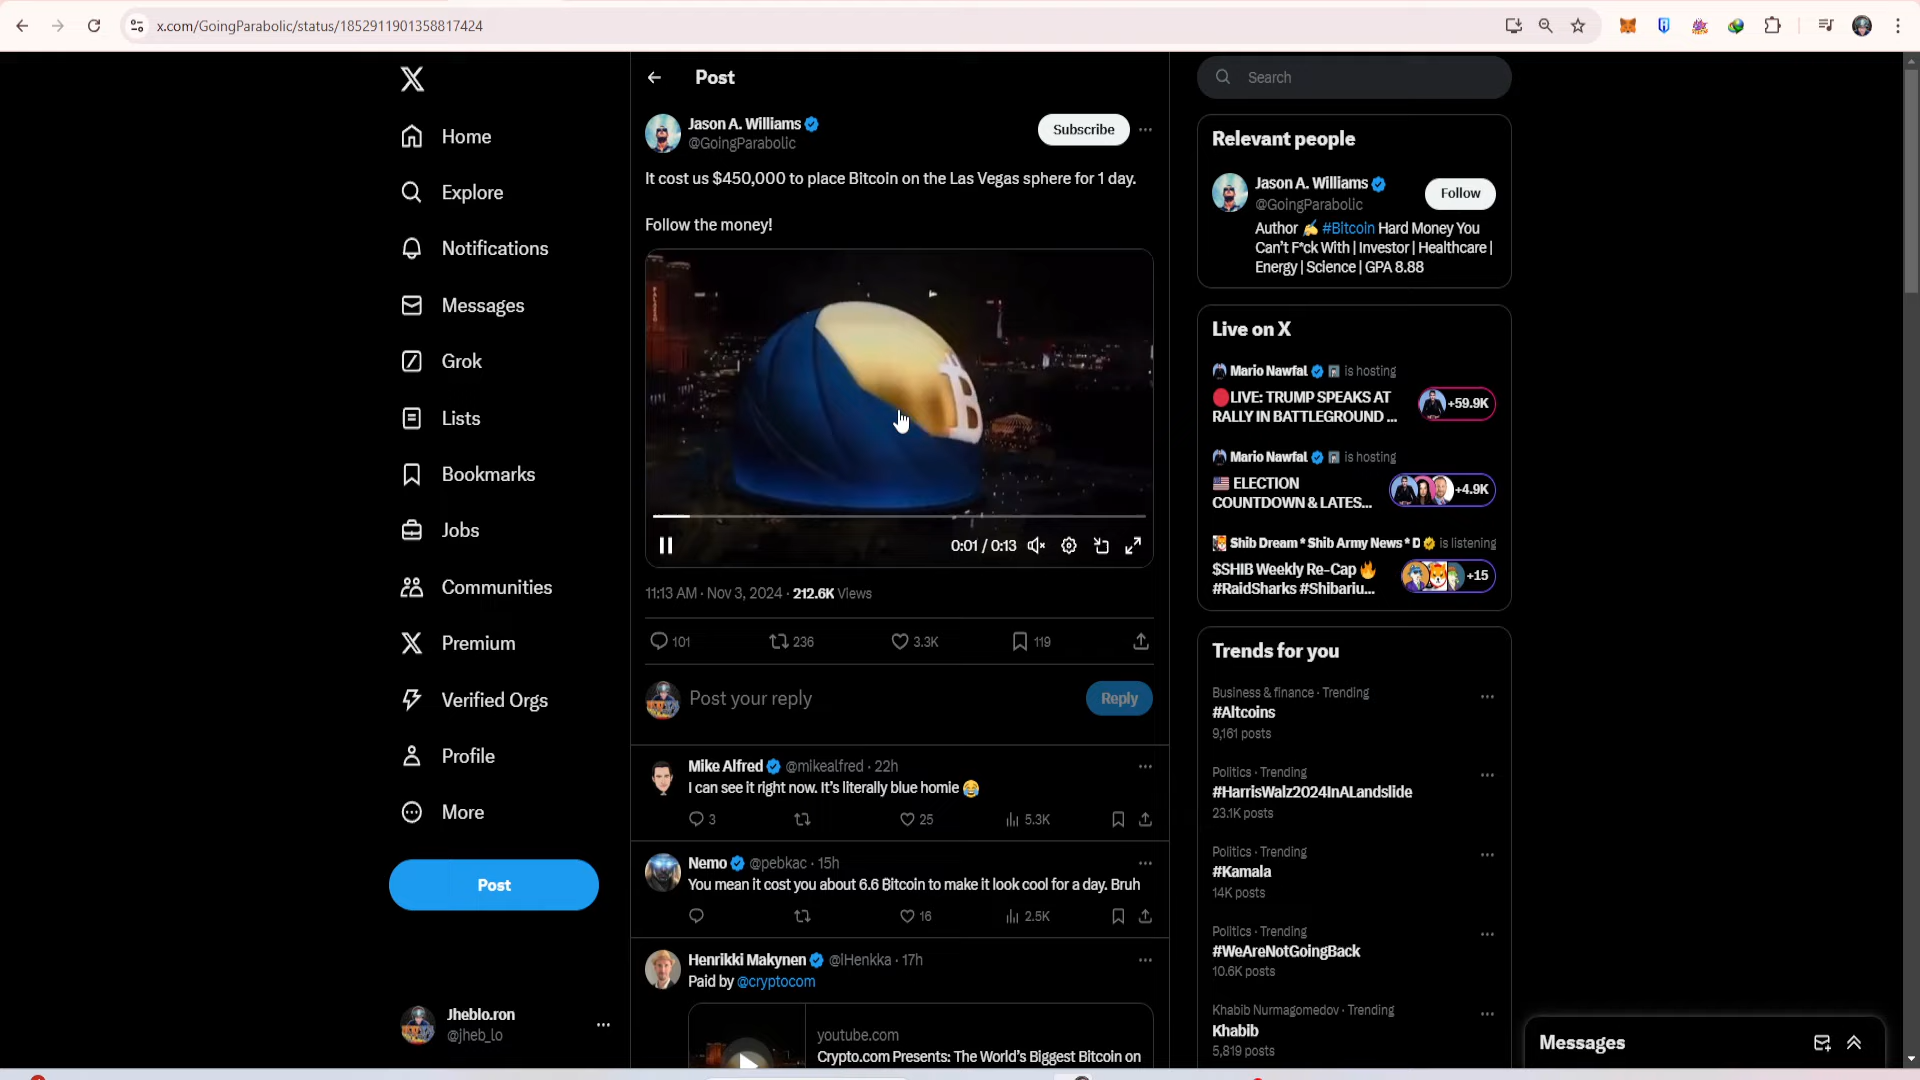 x.com/GoingParabolic/status/1852911901358817424
Post
Search
Jason A. Williams
@GoingParabolic
Subscribe
It cost us $450,000 to place Bitcoin on the Las Vegas sphere for 1 day.
Follow the money!
0:01 / 0:13
11:13 AM · Nov 3, 2024 · 212.6K Views
101
236
3.3K
119
Post your reply
Reply
Mike Alfred @mikealfred · 22h
I can see it right now. It's literally blue homie 😂
3
25
5.3K
Nemo @pebkac · 15h
You mean it cost you about 6.6 ₿itcoin to make it look cool for a day. Bruh
16
2.5K
Henrikki Makynen @iHenkka · 17h
Paid by @cryptocom
youtube.com
Crypto.com Presents: The World's Biggest Bitcoin on
Home
Explore
Notifications
Messages
Grok
Lists
Bookmarks
Jobs
Communities
Premium
Verified Orgs
Profile
More
Post
Jheblo.ron
@jheb_lo
Relevant people
Jason A. Williams
@GoingParabolic
Follow
Author ✍ #Bitcoin Hard Money You
Can't F*ck With | Investor | Healthcare |
Energy | Science | GPA 8.88
Live on X
Mario Nawfal is hosting
🔴LIVE: TRUMP SPEAKS AT
RALLY IN BATTLEGROUND ...
+59.9K
Mario Nawfal is hosting
🇺🇸 ELECTION
COUNTDOWN & LATES...
+4.9K
Shib Dream * Shib Army News * D is listening
$SHIB Weekly Re-Cap 🔥
#RaidSharks #Shibariu...
+15
Trends for you
Business & finance · Trending
#Altcoins
9,161 posts
Politics · Trending
#HarrisWalz2024InALandslide
23.1K posts
Politics · Trending
#Kamala
14K posts
Politics · Trending
#WeAreNotGoingBack
10.6K posts
Khabib Nurmagomedov · Trending
Khabib
5,819 posts
Messages